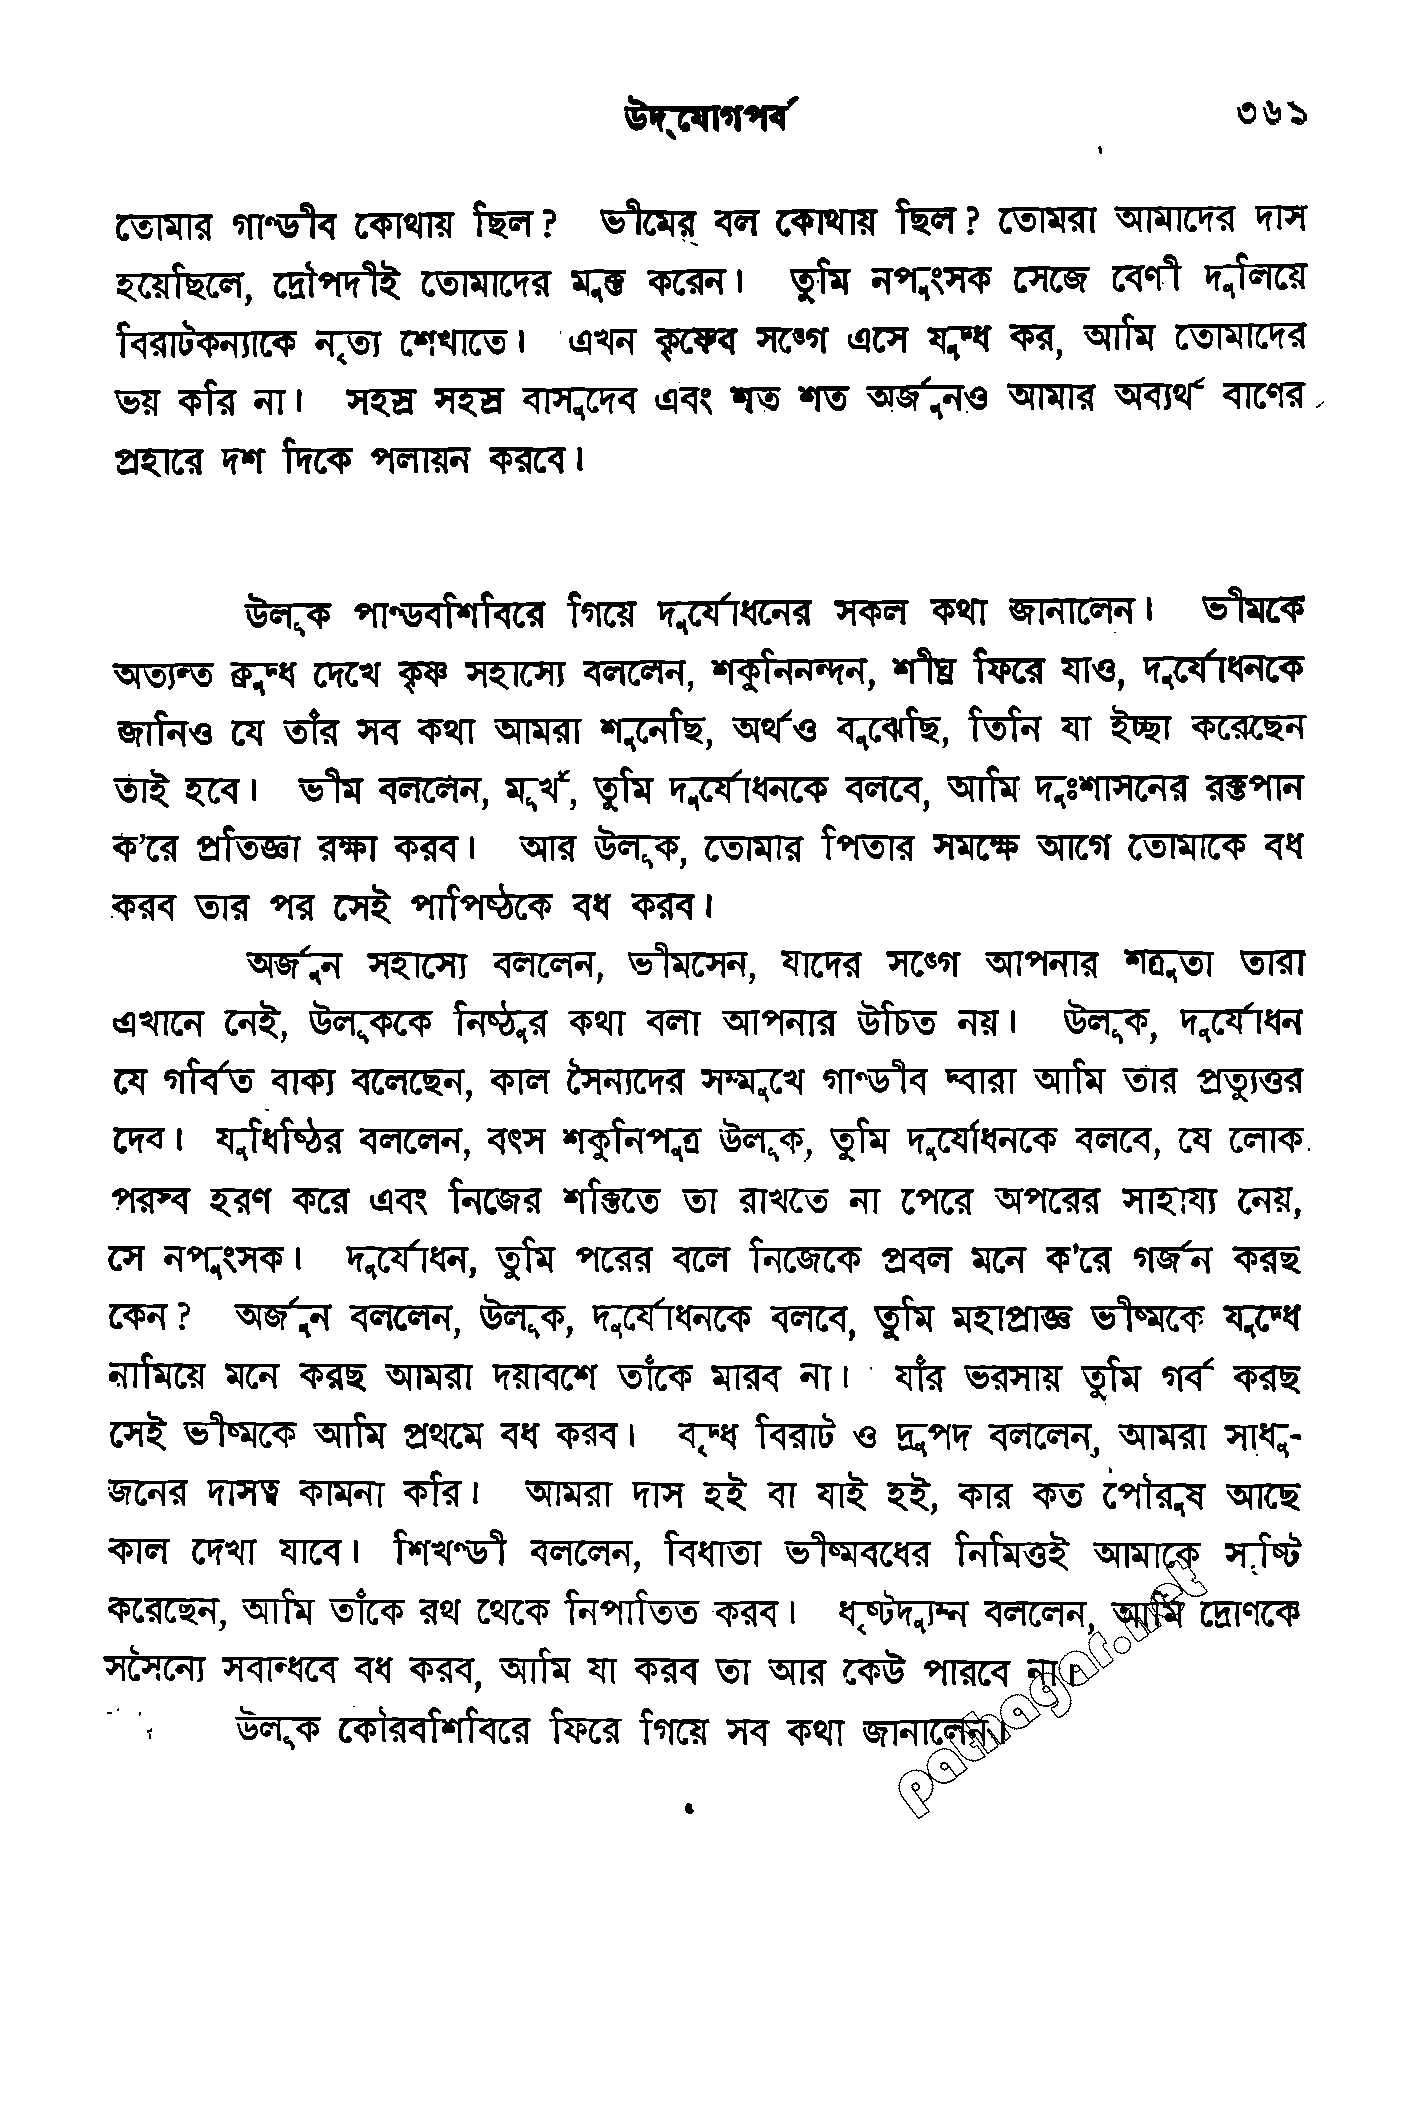 উদ্‌যোগপর্ব ৩৬১
তোমার গাণ্ডীব কোথায় ছিল? ভীমের বল কোথায় ছিল? তোমরা আমাদের দাস
হয়েছিলে, দ্রৌপদীই তোমাদের মুক্ত করেন। তুমি নপুংসক সেজে বেণী দুলিয়ে
বিরাটকন্যাকে নৃত্য শেখাতে। এখন কৃষ্ণের সঙ্গে এসে যুদ্ধ কর, আমি তোমাদের
ভয় করি না। সহস্র সহস্র বাসুদেব এবং শত শত অর্জুনও আমার অব্যর্থ বাণের
প্রহারে দশ দিকে পলায়ন করবে।
উলূক পাণ্ডবশিবিরে গিয়ে দুর্যোধনের সকল কথা জানালেন। ভীমকে
অত্যন্ত ক্রুদ্ধ দেখে কৃষ্ণ সহাস্যে বললেন, শকুনিনন্দন, শীঘ্র ফিরে যাও, দুর্যোধনকে
জানিও যে তাঁর সব কথা আমরা শুনেছি, অর্থও বুঝেছি, তিনি যা ইচ্ছা করেছেন
তাই হবে। ভীম বললেন, মূর্খ, তুমি দুর্যোধনকে বলবে, আমি দুঃশাসনের রক্তপান
ক'রে প্রতিজ্ঞা রক্ষা করব। আর উলূক, তোমার পিতার সমক্ষে আগে তোমাকে বধ
করব তার পর সেই পাপিষ্ঠকে বধ করব।
অর্জুন সহাস্যে বললেন, ভীমসেন, যাদের সঙ্গে আপনার শত্রুতা তারা
এখানে নেই, উলূককে নিষ্ঠুর কথা বলা আপনার উচিত নয়। উলূক, দুর্যোধন
যে গর্বিত বাক্য বলেছেন, কাল সৈন্যদের সম্মুখে গাণ্ডীব দ্বারা আমি তার প্রত্যুত্তর
দেব। যুধিষ্ঠির বললেন, বৎস শকুনিপুত্র উলূক, তুমি দুর্যোধনকে বলবে, যে লোক
পরস্ব হরণ করে এবং নিজের শক্তিতে তা রাখতে না পেরে অপরের সাহায্য নেয়,
সে নপুংসক। দুর্যোধন, তুমি পরের বলে নিজেকে প্রবল মনে ক'রে গর্জন করছ
কেন? অর্জুন বললেন, উলূক, দুর্যোধনকে বলবে, তুমি মহাপ্রাজ্ঞ ভীষ্মকে যুদ্ধে
নামিয়ে মনে করছ আমরা দয়াবশে তাঁকে মারব না। যাঁর ভরসায় তুমি গর্ব করছ
সেই ভীষ্মকে আমি প্রথমে বধ করব। বৃদ্ধ বিরাট ও দ্রুপদ বললেন, আমরা সাধু-
জনের দাসত্ব কামনা করি। আমরা দাস হই বা যাই হই, কার কত পৌরুষ আছে
কাল দেখা যাবে। শিখণ্ডী বললেন, বিধাতা ভীষ্মবধের নিমিত্তই আমাকে সৃষ্টি
করেছেন, আমি তাঁকে রথ থেকে নিপাতিত করব। ধৃষ্টদ্যুম্ন বললেন, আমি দ্রোণকে
সসৈন্যে সবান্ধবে বধ করব, আমি যা করব তা আর কেউ পারবে না।
উলূক কৌরবশিবিরে ফিরে গিয়ে সব কথা জানালেন।
pathagar.net